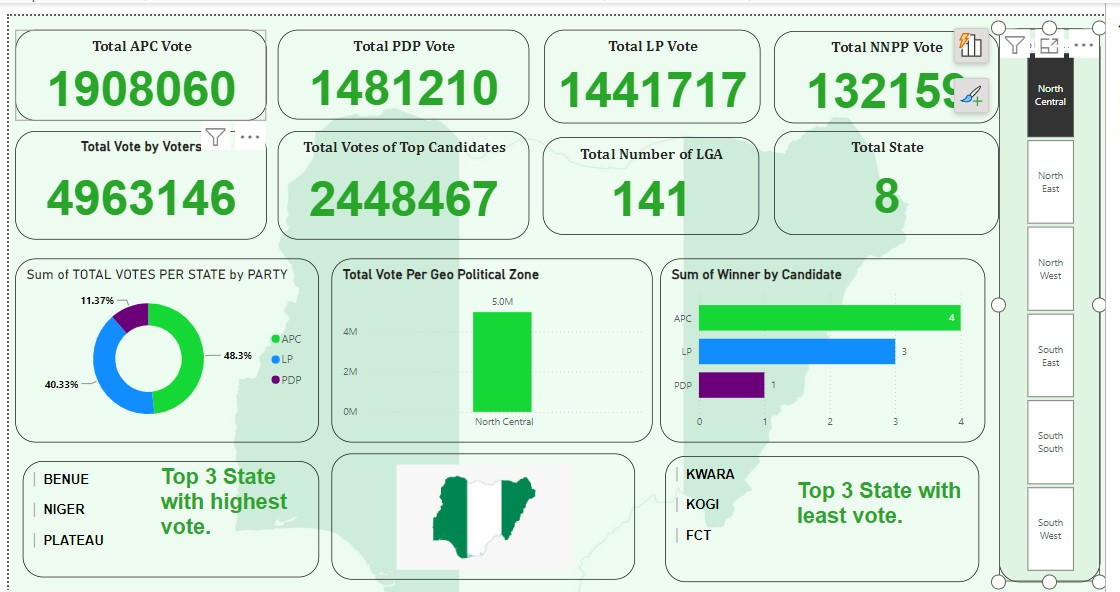 Total APC Vote
1908060
Total PDP Vote
1481210
Total LP Vote
1441717
Total NNPP Vote
132159
Total Vote by Voters
4963146
Total Votes of Top Candidates
2448467
Total Number of LGA
141
Total State
8
Sum of TOTAL VOTES PER STATE by PARTY
11.37%
48.3%
40.33%
APC
LP
PDP
Total Vote Per Geo Political Zone
5.0M
4M
2M
0M
North Central
Sum of Winner by Candidate
APC
4
LP
3
PDP
1
0
1
2
3
4
BENUE
NIGER
PLATEAU
Top 3 State
with highest
vote.
KWARA
KOGI
FCT
Top 3 State with
least vote.
North
Central
North
East
North
West
South
East
South
South
South
West